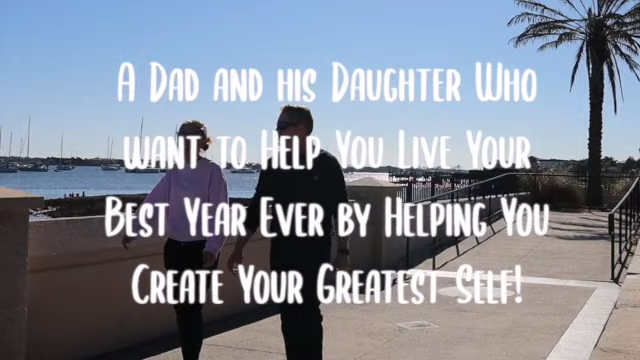 A Dad and his Daughter Who
want to Help You Live Your
Best Year Ever by Helping You
Create Your Greatest Self!